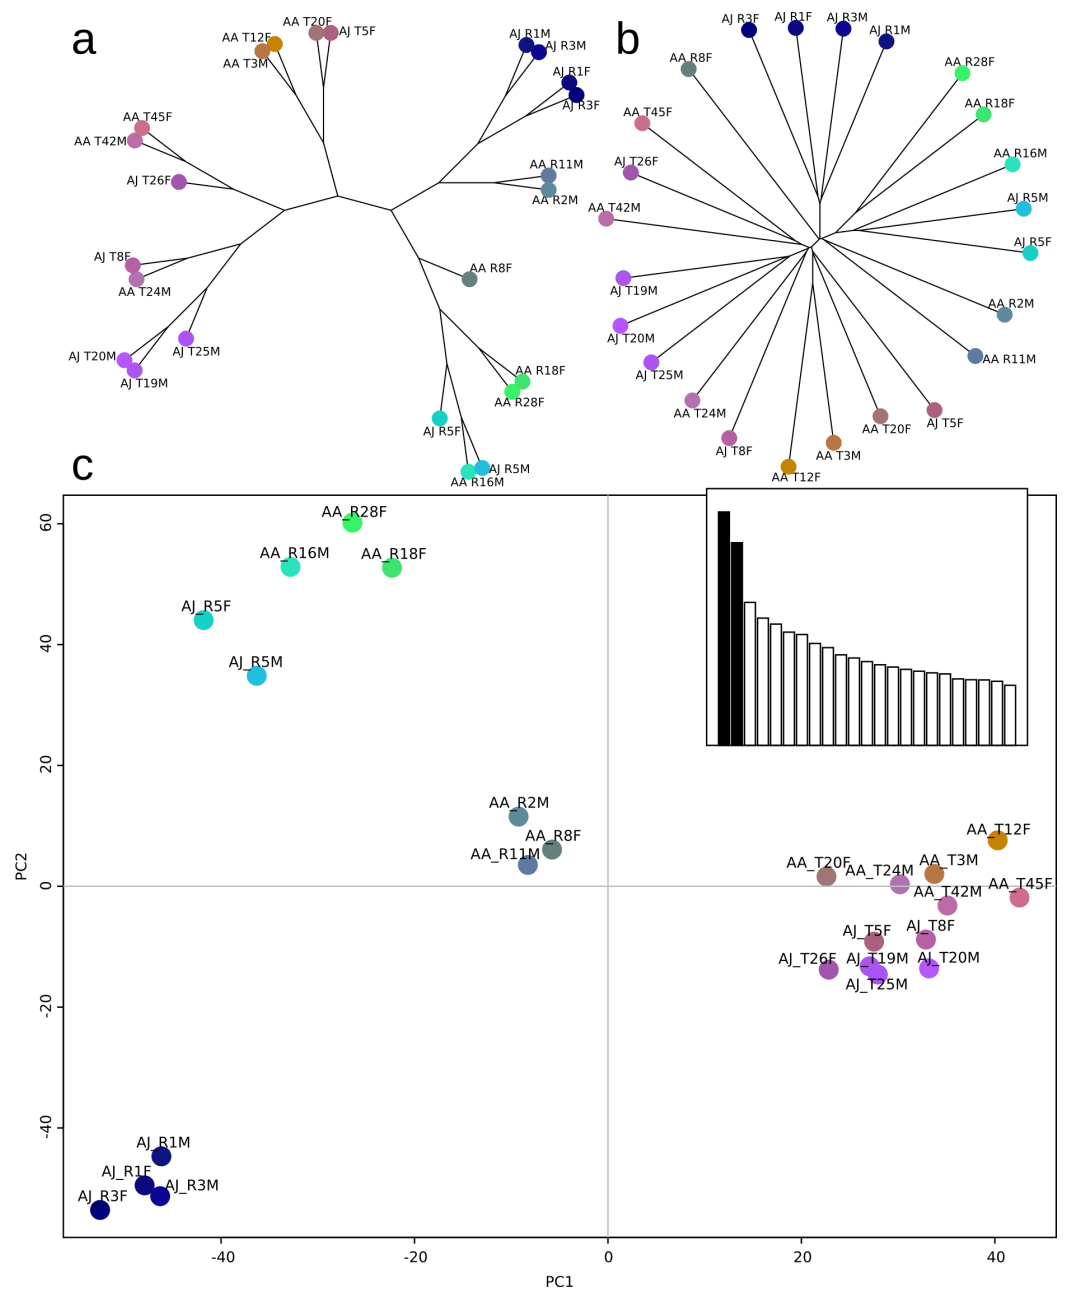 a
AA T20F
AJ T5F
AA T12F
AA T3M
AJ R1M
AJ R3M
AJ R1F
AJ R3F
AA T45F
AA T42M
AJ T26F
AA R11M
AA R2M
AJ T8F
AA T24M
AA R8F
AJ T25M
AJ T20M
AJ T19M
AA R18F
AA R28F
AJ R5F
AJ R5M
AA R16M
b
AJ R3F
AJ R1F
AJ R3M
AJ R1M
AA R8F
AA R28F
AA R18F
AA T45F
AA R16M
AJ T26F
AJ R5M
AA T42M
AJ R5F
AJ T19M
AA R2M
AJ T20M
AA R11M
AJ T25M
AA T24M
AJ T8F
AJ T5F
AA T20F
AA T3M
AA T12F
c
AA_R28F
AA_R16M
AA_R18F
AJ_R5F
AJ_R5M
AA_R2M
AA_R8F
AA_R11M
AA_T12F
AA_T3M
AA_T20F
AA_T24M
AA_T45F
AA_T42M
AJ_T8F
AJ_T5F
AJ_T26F
AJ_T19M
AJ_T20M
AJ_T25M
AJ_R1M
AJ_R1F
AJ_R3M
AJ_R3F
60
40
20
0
-20
-40
PC2
-40
-20
0
20
40
PC1